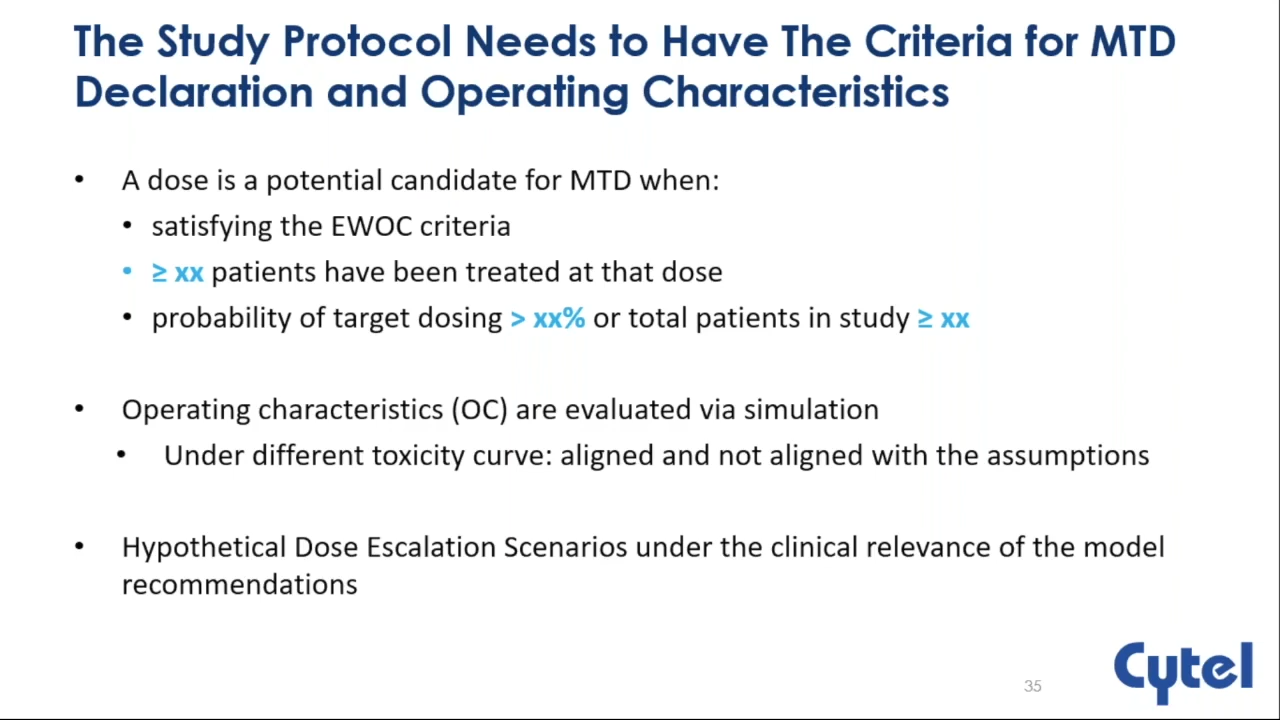 The Study Protocol Needs to Have The Criteria for MTD
Declaration and Operating Characteristics
• A dose is a potential candidate for MTD when:
• satisfying the EWOC criteria
• ≥ xx patients have been treated at that dose
• probability of target dosing > xx% or total patients in study ≥ xx
• Operating characteristics (OC) are evaluated via simulation
• Under different toxicity curve: aligned and not aligned with the assumptions
• Hypothetical Dose Escalation Scenarios under the clinical relevance of the model
recommendations
35
Cytel